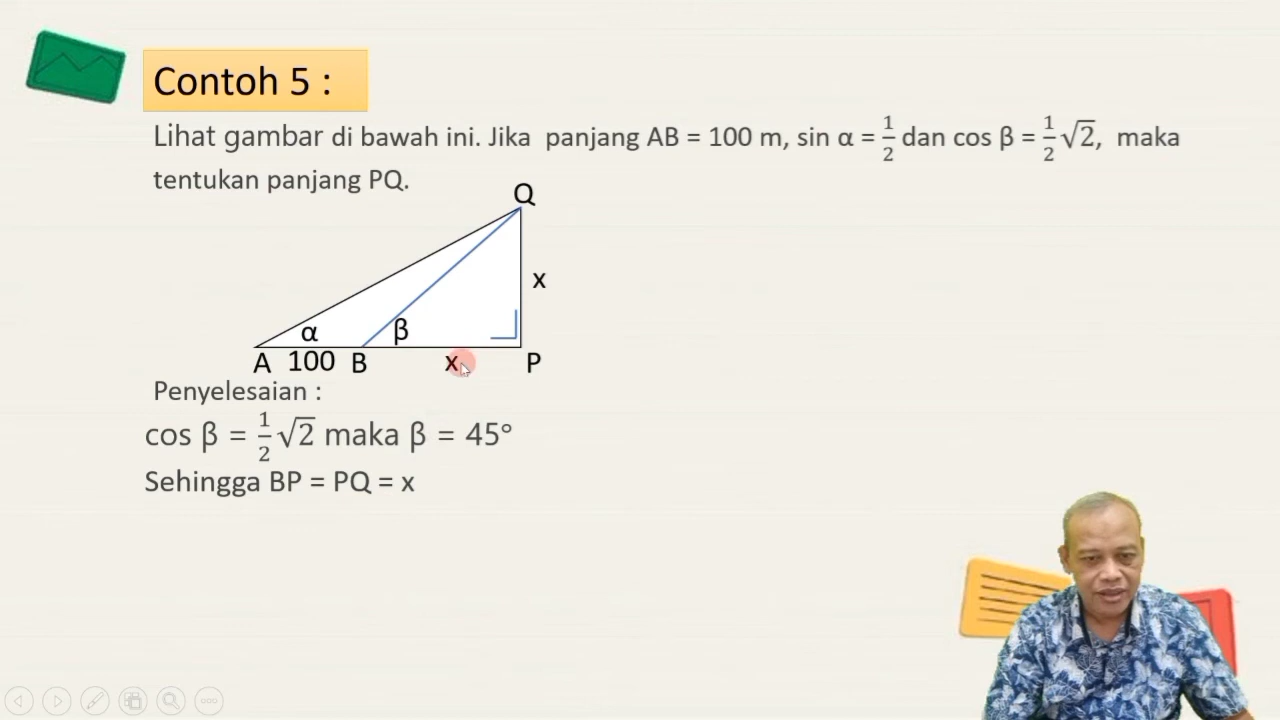 Contoh 5 :
Lihat gambar di bawah ini. Jika panjang AB = 100 m, sin α = 1/2 dan cos β = 1/2 √2, maka
tentukan panjang PQ.
Q
x
α
β
A 100 B x P
Penyelesaian :
cos β = 1/2 √2 maka β = 45°
Sehingga BP = PQ = x